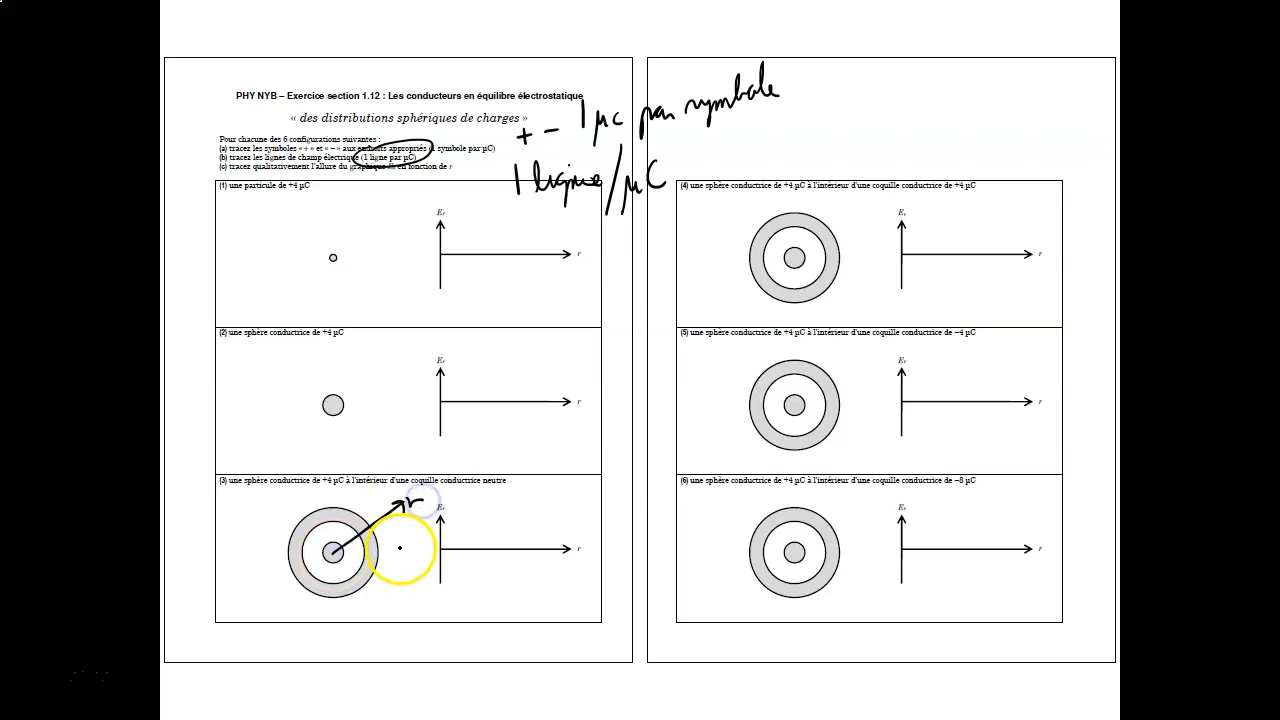 PHY NYB – Exercice section 1.12 : Les conducteurs en équilibre électrostatique
« des distributions sphériques de charges »
+ - 1 μC par symbole
1 ligne/μC
Pour chacune des 6 configurations suivantes :
(a) tracez les symboles « + » et « – » aux endroits appropriés (1 symbole par μC)
(b) tracez les lignes de champ électrique (1 ligne par μC)
(c) tracez qualitativement l'allure du graphique Er en fonction de r
(1) une particule de +4 μC
Er
r
(2) une sphère conductrice de +4 μC
Er
r
(3) une sphère conductrice de +4 μC à l'intérieur d'une coquille conductrice neutre
r
Er
r
(4) une sphère conductrice de +4 μC à l'intérieur d'une coquille conductrice de +4 μC
Er
r
(5) une sphère conductrice de +4 μC à l'intérieur d'une coquille conductrice de –4 μC
Er
r
(6) une sphère conductrice de +4 μC à l'intérieur d'une coquille conductrice de –8 μC
Er
r